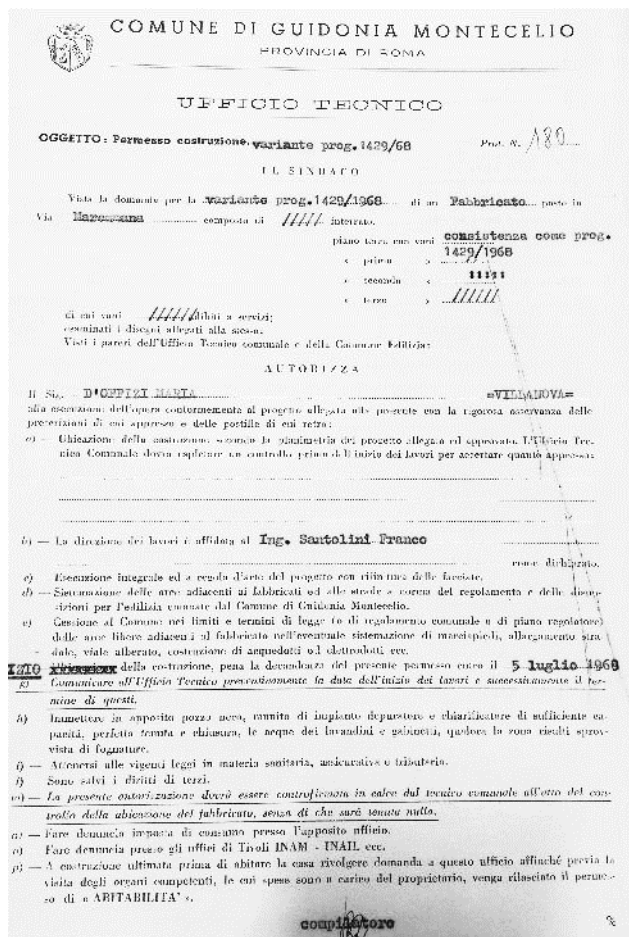 COMUNE DI GUIDONIA MONTECELIO
PROVINCIA DI ROMA
UFFICIO TECNICO
OGGETTO: Permesso costruzione. variante prog. 1429/68 Prot. N. 180
IL SINDACO
Vista la domanda per la variante prog. 1429/1968 di un Fabbricato posto in
Via Maremmana composta di ///// interrato.
piano terra con vani consistenza come prog.
1429/1968
« primo »
« secondo »
« terzo » //////
di cui vani ////// adibiti a servizi;
esaminati i disegni allegati alla stessa.
Visti i pareri dell'Ufficio Tecnico comunale e della Comune Edilizia:
AUTORIZZA
Il Sig. D'OFFIZI MARIA =VILLANOVA=
alla esecuzione dell'opera conformemente al progetto allegato alla presente con la rigorosa osservanza delle
prescrizioni di cui appresso e delle postille di cui retro:
a) — Ubicazione della costruzione secondo la planimetria del progetto allegata ed approvata. L'Ufficio Tec-
nico Comunale dovrà espletare un controllo prima dell'inizio dei lavori per accertare quanto appresso:
b) — La direzione dei lavori è affidata al Ing. Santolini Franco
come dichiarato.
c) Esecuzione integrale ed a regola d'arte del progetto con rifinitura delle facciate.
d) — Sistemazione delle aree adiacenti ai fabbricati ed alle strade a norma del regolamento e delle dispo-
sizioni per l'edilizia emanate dal Comune di Guidonia Montecelio.
e) — Cessione al Comune nei limiti e termini di legge (o di regolamento comunale o di piano regolatore)
delle aree libere adiacenti al fabbricato nell'eventuale sistemazione di marciapiedi, allargamento stra-
dale, viale alberato, costruzione di acquedotti od elettrodotti ecc.
IZIO della costruzione, pena la decadenza del presente permesso entro il 5 luglio 1968
g) — Comunicare all'Ufficio Tecnico preventivamente la data dell'inizio dei lavori e successivamente il ter-
mine di questi.
h) Immettere in apposito pozzo nero, munito di impianto depuratore e chiarificatore di sufficiente ca-
pacità, perfetta tenuta e chiusura, le acque dei lavandini e gabinetti, qualora la zona risulti sprov-
vista di fognature.
i) — Attenersi alle vigenti leggi in materia sanitaria, assicurativa e tributaria.
l) Sono salvi i diritti di terzi.
m) — La presente autorizzazione dovrà essere controfirmata in calce dal tecnico comunale all'atto del con-
trollo della ubicazione del fabbricato, senza di che sarà tenuta nulla.
n) — Fare denuncia imposta di consumo presso l'apposito ufficio.
o) Fare denuncia presso gli uffici di Tivoli INAM - INAIL ecc.
p) — A costruzione ultimata prima di abitare la casa rivolgere domanda a questo ufficio affinché previa la
visita degli organi competenti, le cui spese sono a carico del proprietario, venga rilasciato il permes-
so di « ABITABILITA' ».
compilatore